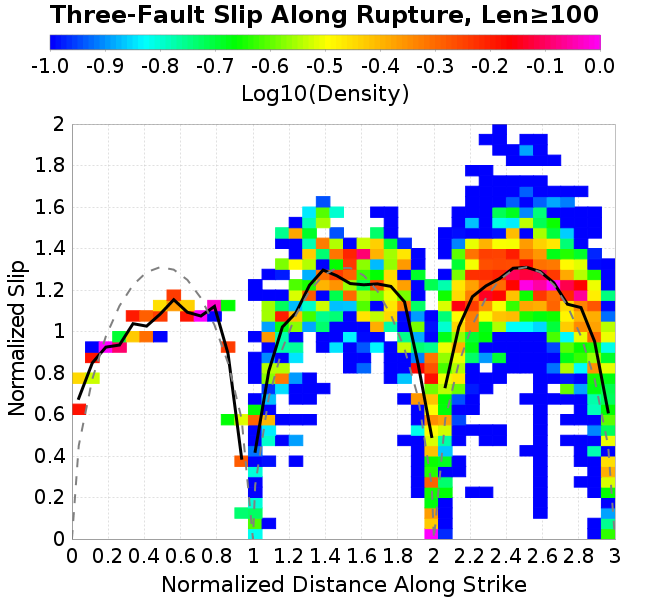 Three-Fault Slip Along Rupture, Len≥100
-1.0 -0.9 -0.8 -0.7 -0.6 -0.5 -0.4 -0.3 -0.2 -0.1 0.0
Log10(Density)
2
1.8
1.6
1.4
1.2
1
0.8
0.6
0.4
0.2
0
Normalized Slip
0 0.2 0.4 0.6 0.8 1 1.2 1.4 1.6 1.8 2 2.2 2.4 2.6 2.8 3
Normalized Distance Along Strike